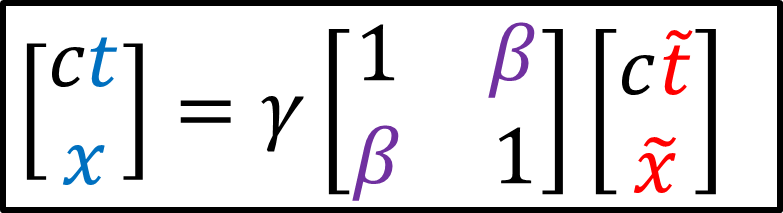 [ct x] = γ [1 β β 1] [ct̃ x̃]